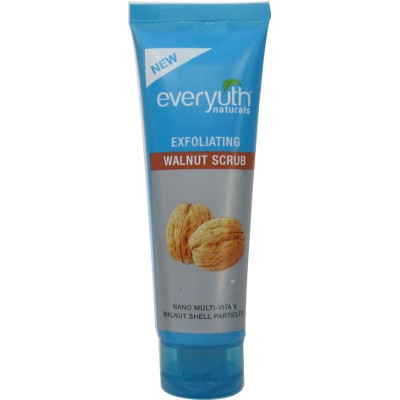 NEW
everyuth
naturals
EXFOLIATING
WALNUT SCRUB
NANO MULTI-VITA &
WALNUT SHELL PARTICLES